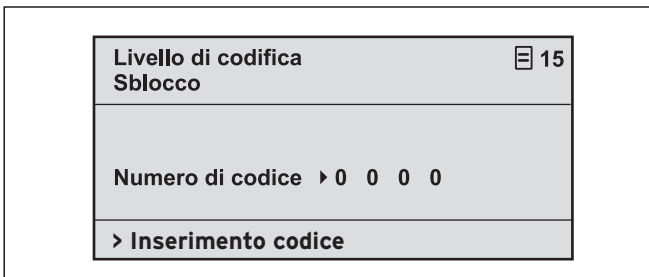 Livello di codifica 15
Sblocco
Numero di codice ▸0 0 0 0
> Inserimento codice